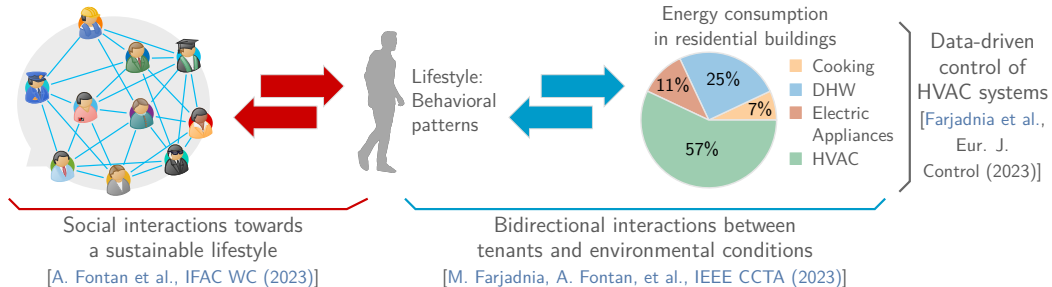 Lifestyle:
Behavioral
patterns
Energy consumption
in residential buildings
Cooking
DHW
Electric
Appliances
HVAC
25%
11%
7%
57%
Data-driven
control of
HVAC systems
[Farjadnia et al.,
Eur. J.
Control (2023)]
Social interactions towards
a sustainable lifestyle
[A. Fontan et al., IFAC WC (2023)]
Bidirectional interactions between
tenants and environmental conditions
[M. Farjadnia, A. Fontan, et al., IEEE CCTA (2023)]